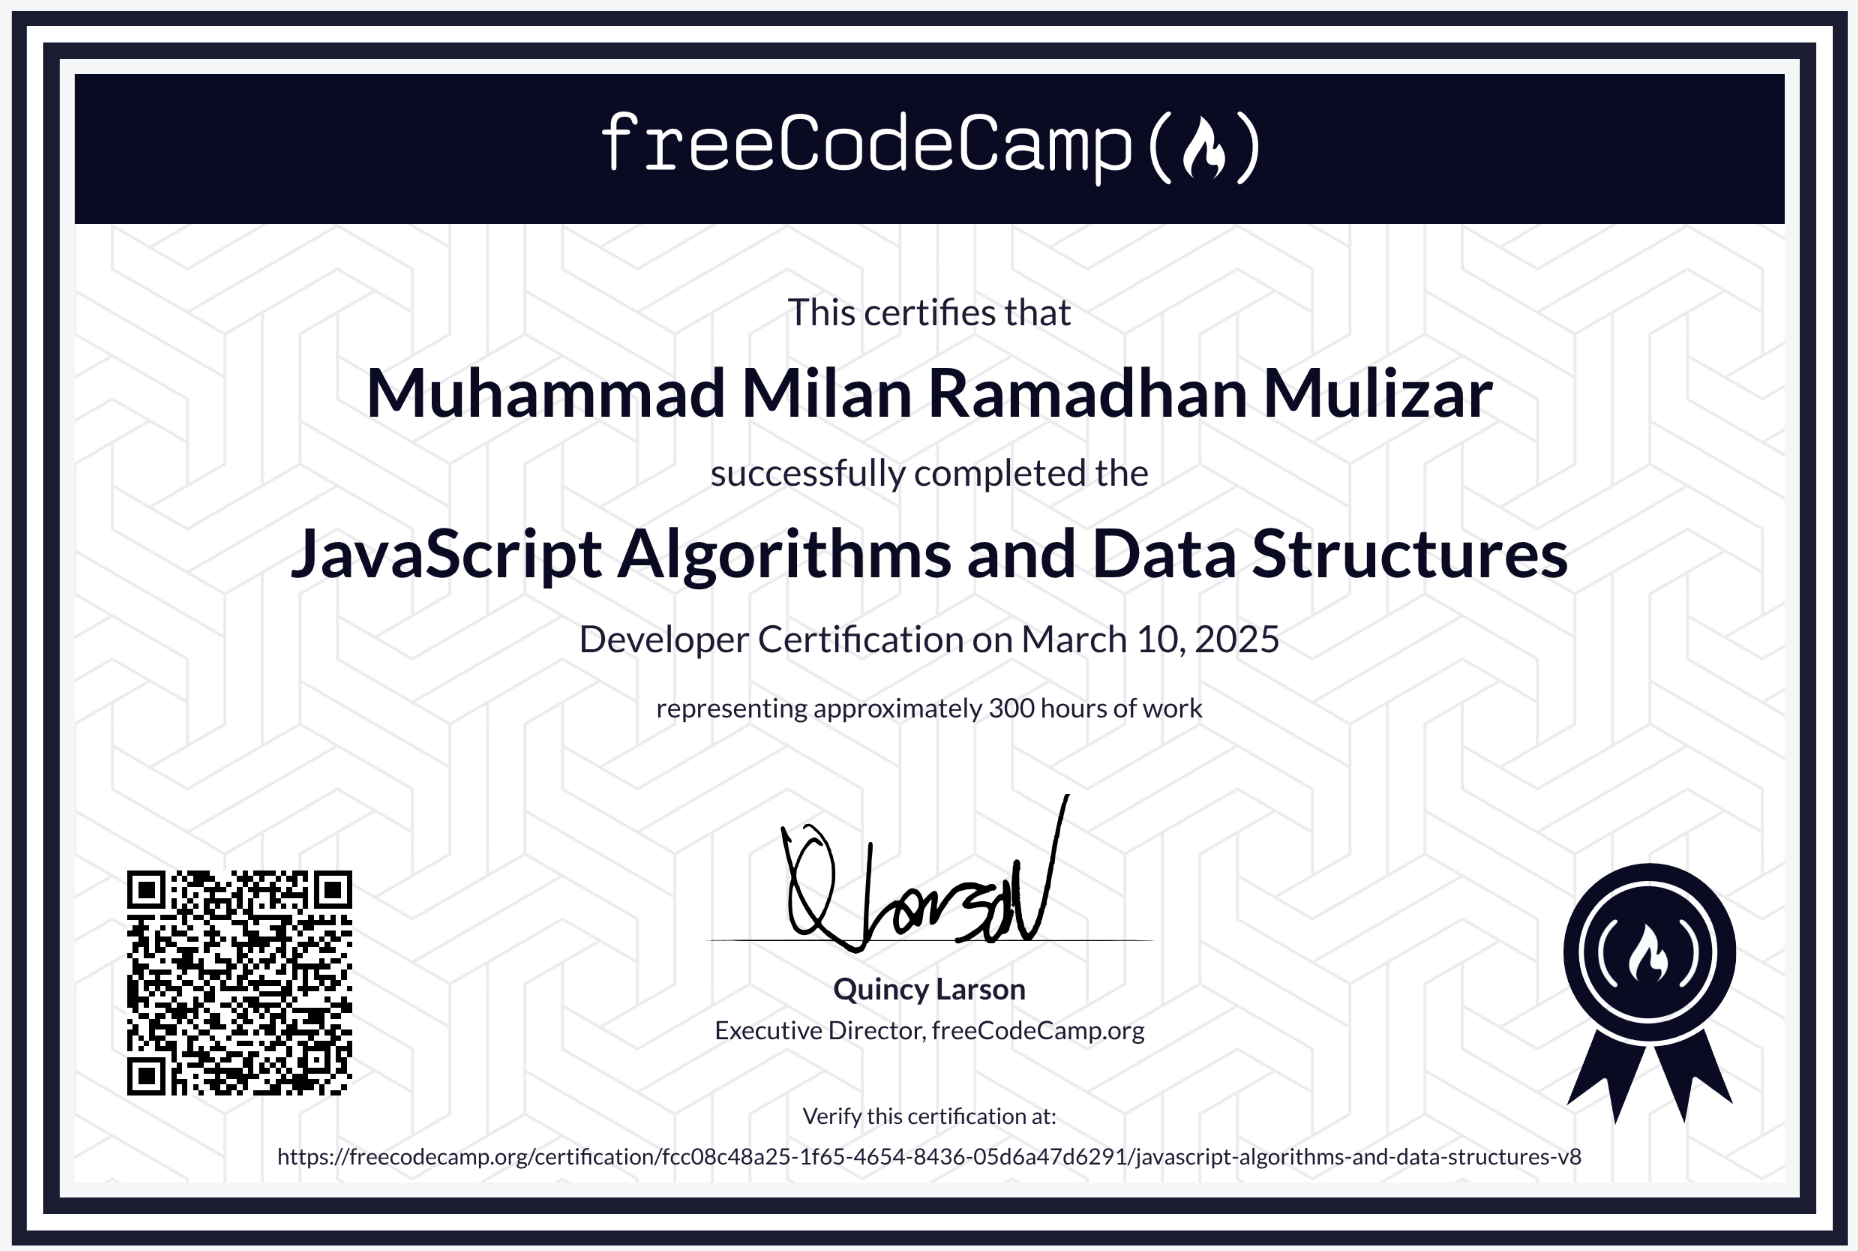 freeCodeCamp
This certifies that
Muhammad Milan Ramadhan Mulizar
successfully completed the
JavaScript Algorithms and Data Structures
Developer Certification on March 10, 2025
representing approximately 300 hours of work
Quincy Larson
Executive Director, freeCodeCamp.org
Verify this certification at:
https://freecodecamp.org/certification/fcc08c48a25-1f65-4654-8436-05d6a47d6291/javascript-algorithms-and-data-structures-v8